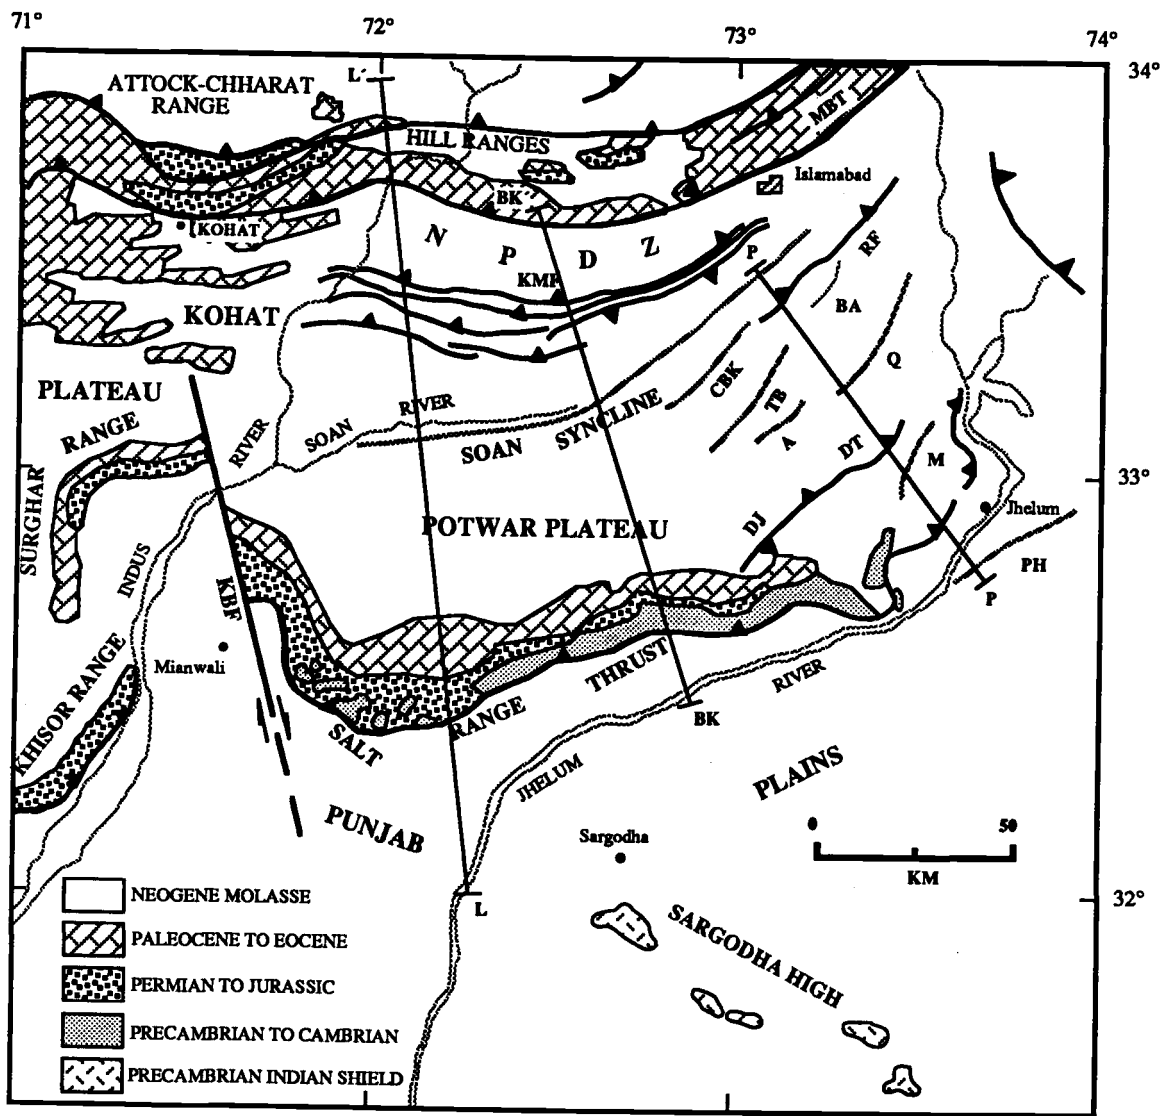 71°
72°
73°
74°
34°
ATTOCK-CHHARAT
RANGE
L´
HILL RANGES
MBT
Islamabad
BK´
KOHAT
N P D Z
P´
RF
KMF
BA
KOHAT
Q
CBK
PLATEAU
TB
RANGE
RIVER
SOAN
RIVER
SOAN SYNCLINE
A
DT
M
33°
SURGHAR
POTWAR PLATEAU
DJ
Jhelum
INDUS
KBF
PH
P
Mianwali
THRUST
RIVER
KHISOR RANGE
RANGE
BK
SALT
JHELUM
PLAINS
PUNJAB
0 50
Sargodha
KM
NEOGENE MOLASSE
L
32°
SARGODHA HIGH
PALEOCENE TO EOCENE
PERMIAN TO JURASSIC
PRECAMBRIAN TO CAMBRIAN
PRECAMBRIAN INDIAN SHIELD